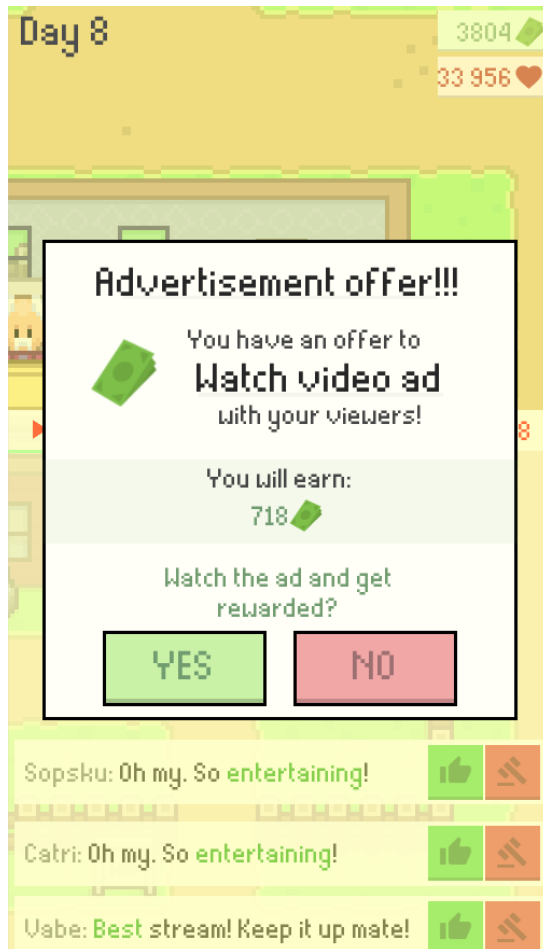 Day 8
3804
33 956
Advertisement offer!!!
You have an offer to
Watch video ad
with your viewers!
8
You will earn:
718
Watch the ad and get
rewarded?
YES
NO
Sopsku: Oh my. So entertaining!
Catri: Oh my. So entertaining!
Vabe: Best stream! Keep it up mate!